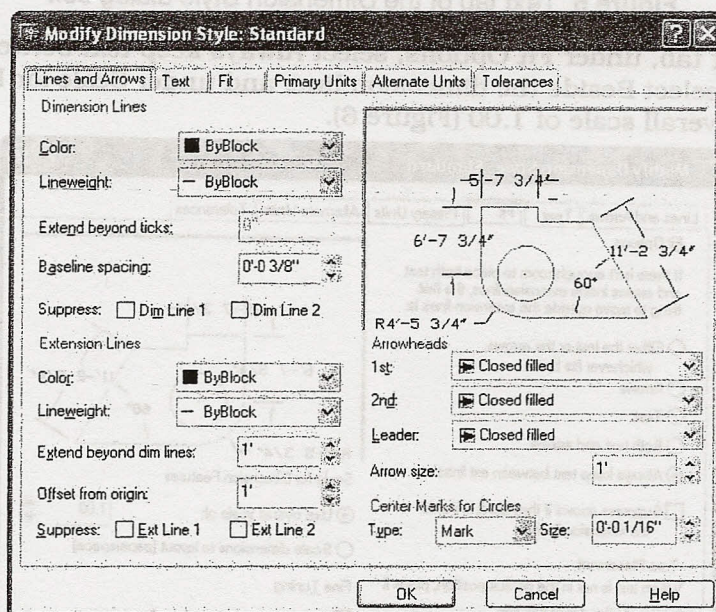 Modify Dimension Style: Standard
Lines and Arrows Text Fit Primary Units Alternate Units Tolerances
Dimension Lines
Color: ByBlock
Lineweight: ByBlock
Extend beyond ticks:
Baseline spacing: 0'-0 3/8"
Suppress: Dim Line 1 Dim Line 2
Extension Lines
Color: ByBlock
Lineweight: ByBlock
Extend beyond dim lines: 1'
Offset from origin: 1'
Suppress: Ext Line 1 Ext Line 2
5'-7 3/4"
6'-7 3/4"
11'-2 3/4"
60°
R4'-5 3/4"
Arrowheads
1st: Closed filled
2nd: Closed filled
Leader: Closed filled
Arrow size: 1'
Center Marks for Circles
Type: Mark Size: 0'-0 1/16"
OK Cancel Help